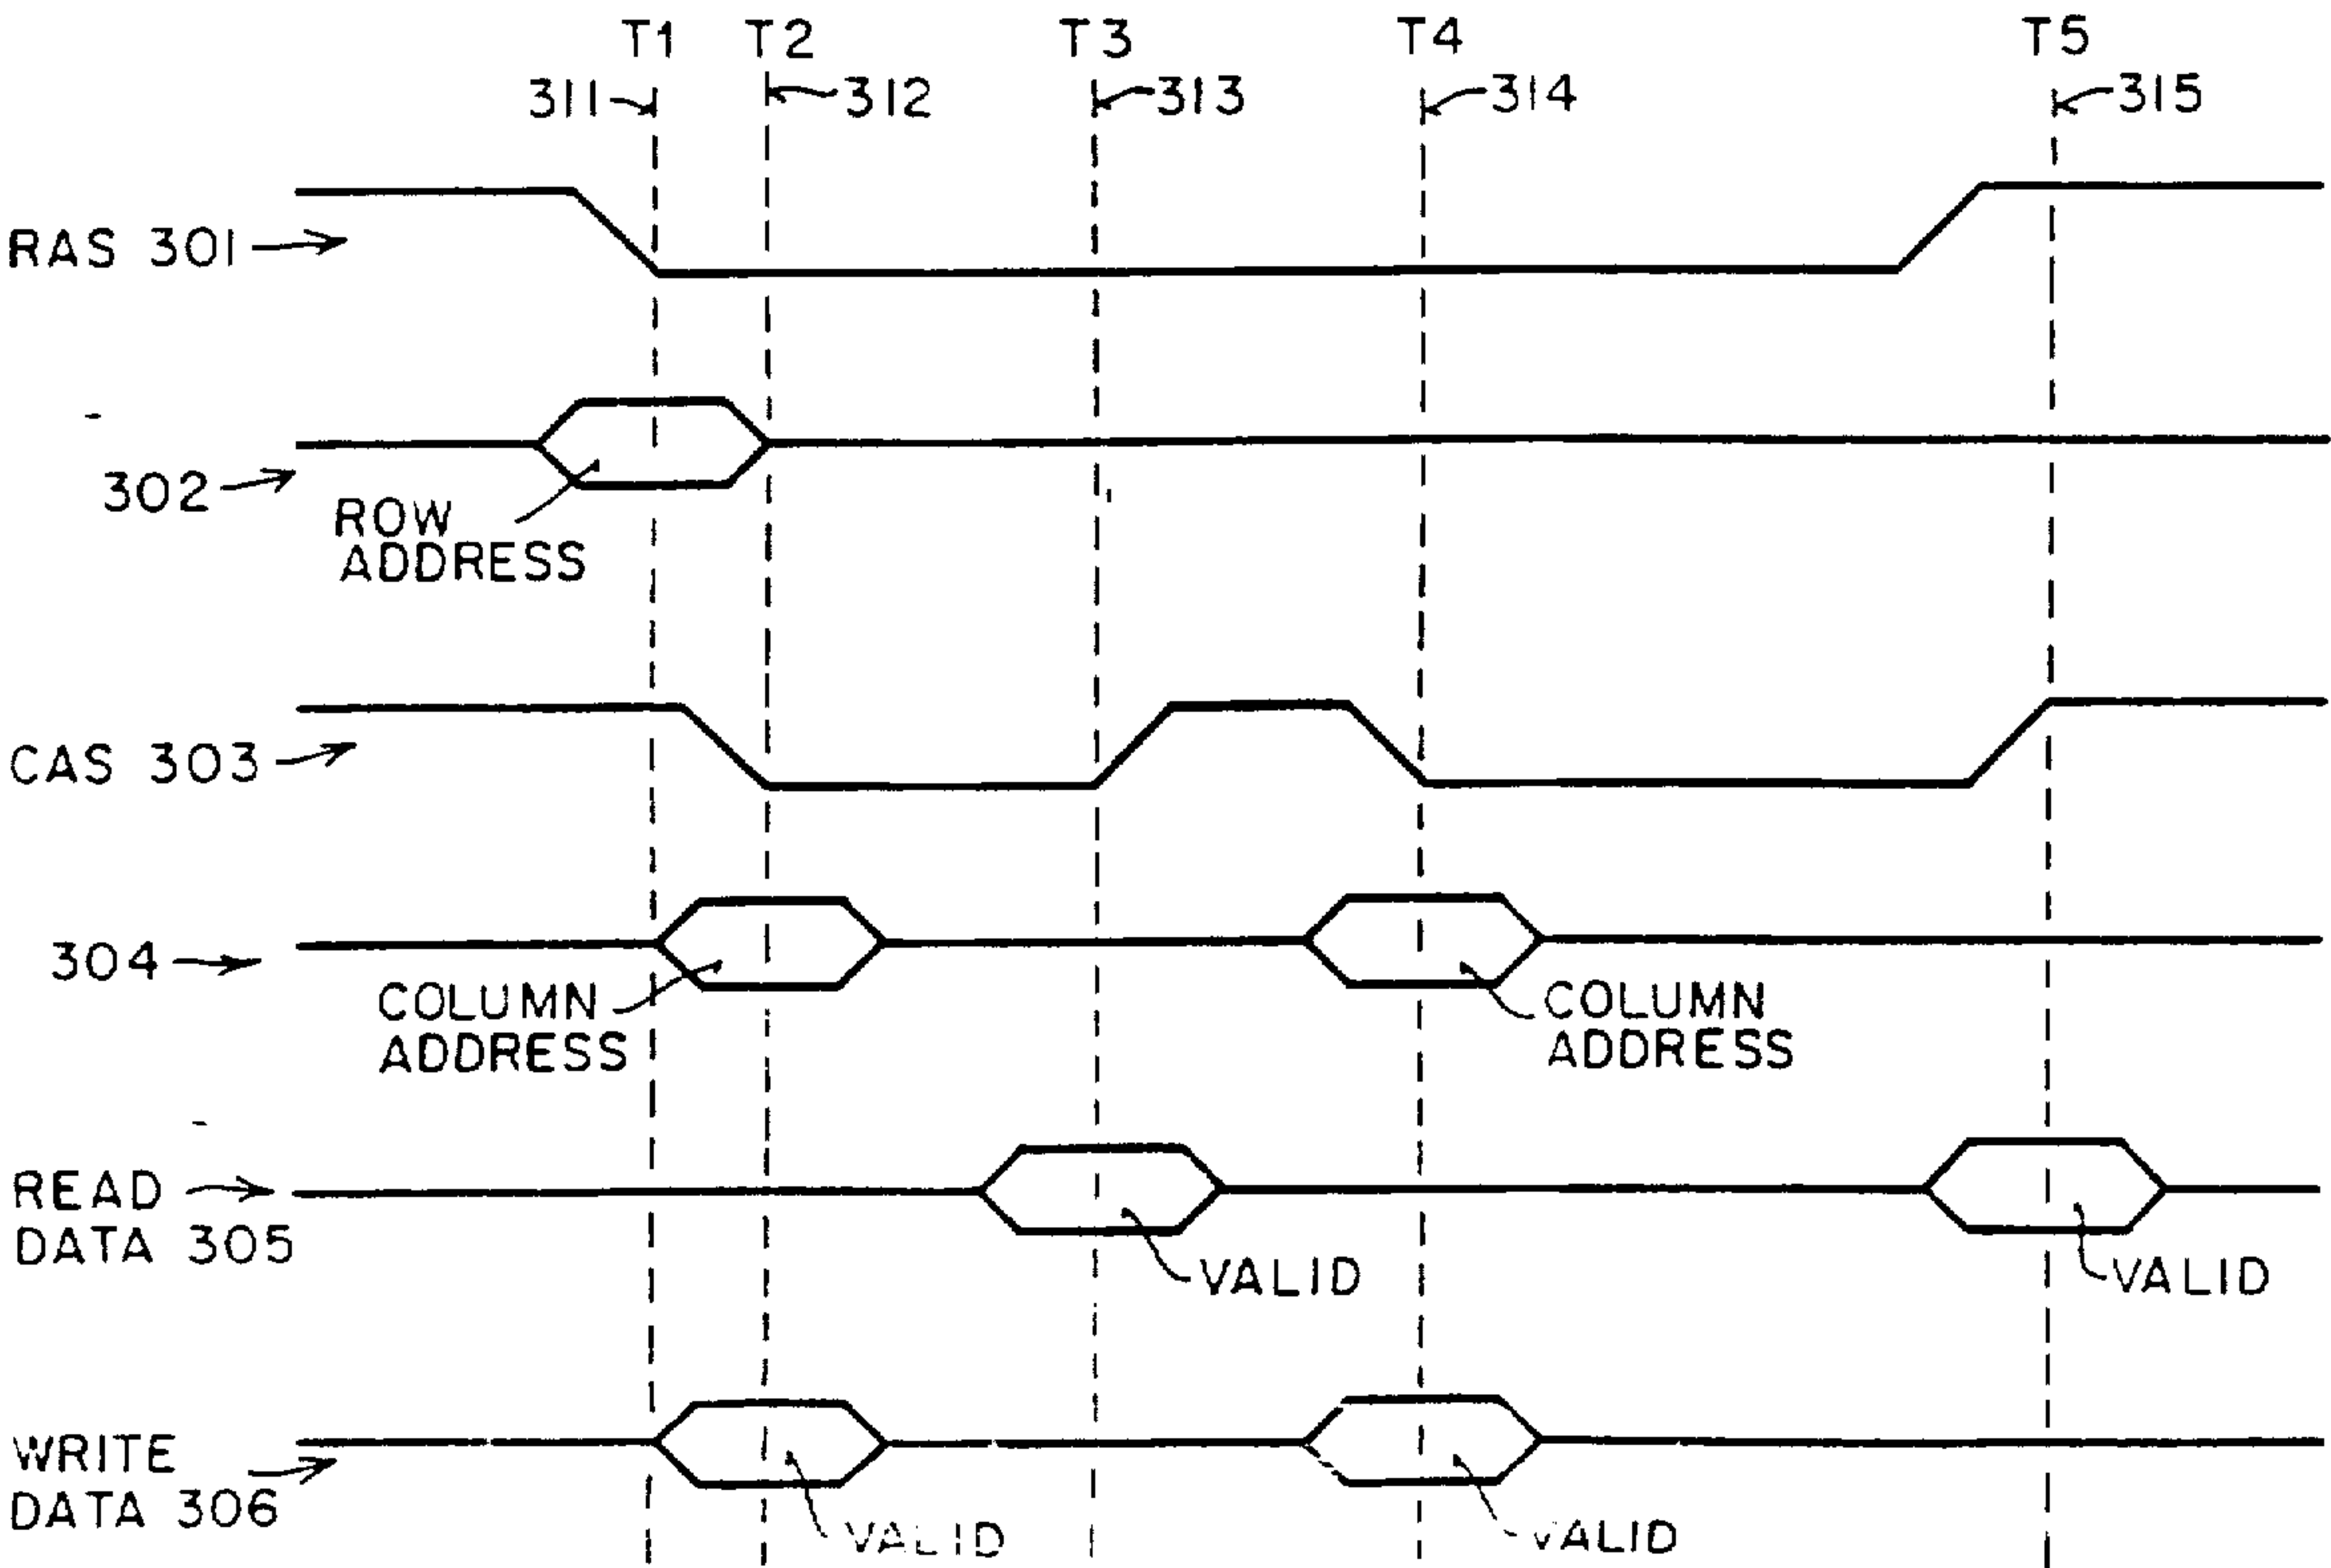 T1 T2 T3 T4 T5
311 312 313 314 315
RAS 301
302
ROW
ADDRESS
CAS 303
304
COLUMN
ADDRESS
COLUMN
ADDRESS
READ
DATA 305
VALID
VALID
WRITE
DATA 306
VALID
VALID